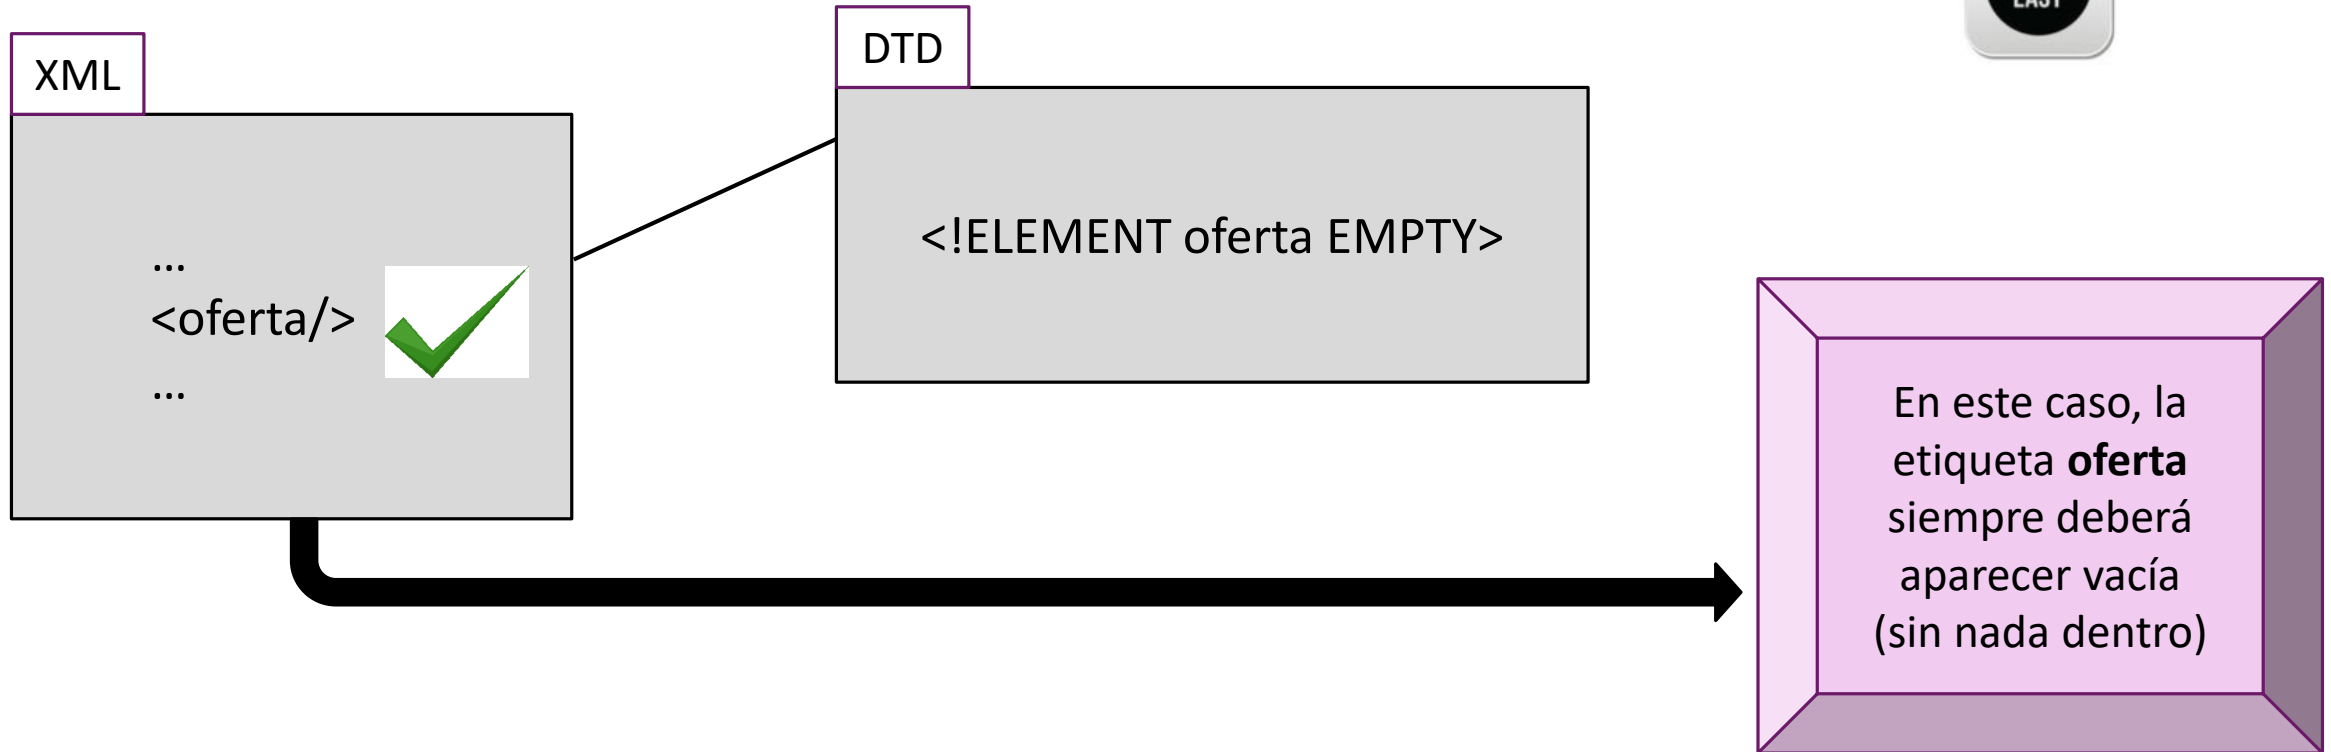 XML
...
<oferta/>
...
DTD
<!ELEMENT oferta EMPTY>
En este caso, la
etiqueta oferta
siempre deberá
aparecer vacía
(sin nada dentro)